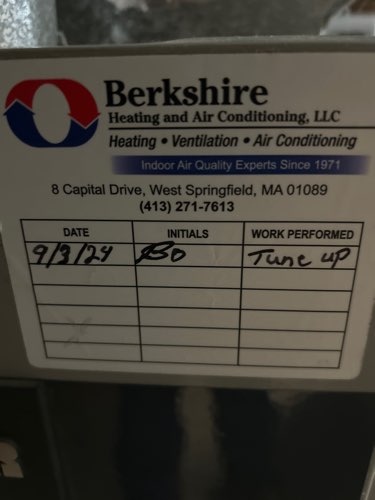 Berkshire
Heating and Air Conditioning, LLC
Heating • Ventilation • Air Conditioning
Indoor Air Quality Experts Since 1971
8 Capital Drive, West Springfield, MA 01089
(413) 271-7613
DATE INITIALS WORK PERFORMED
9/3/24 Tune up
R